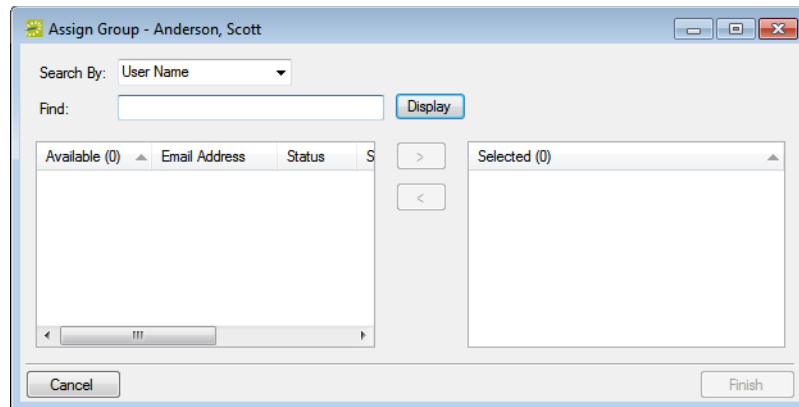 Assign Group - Anderson, Scott
Search By: User Name
Find: Display
Available (0) Email Address Status S > Selected (0)
<
Cancel Finish